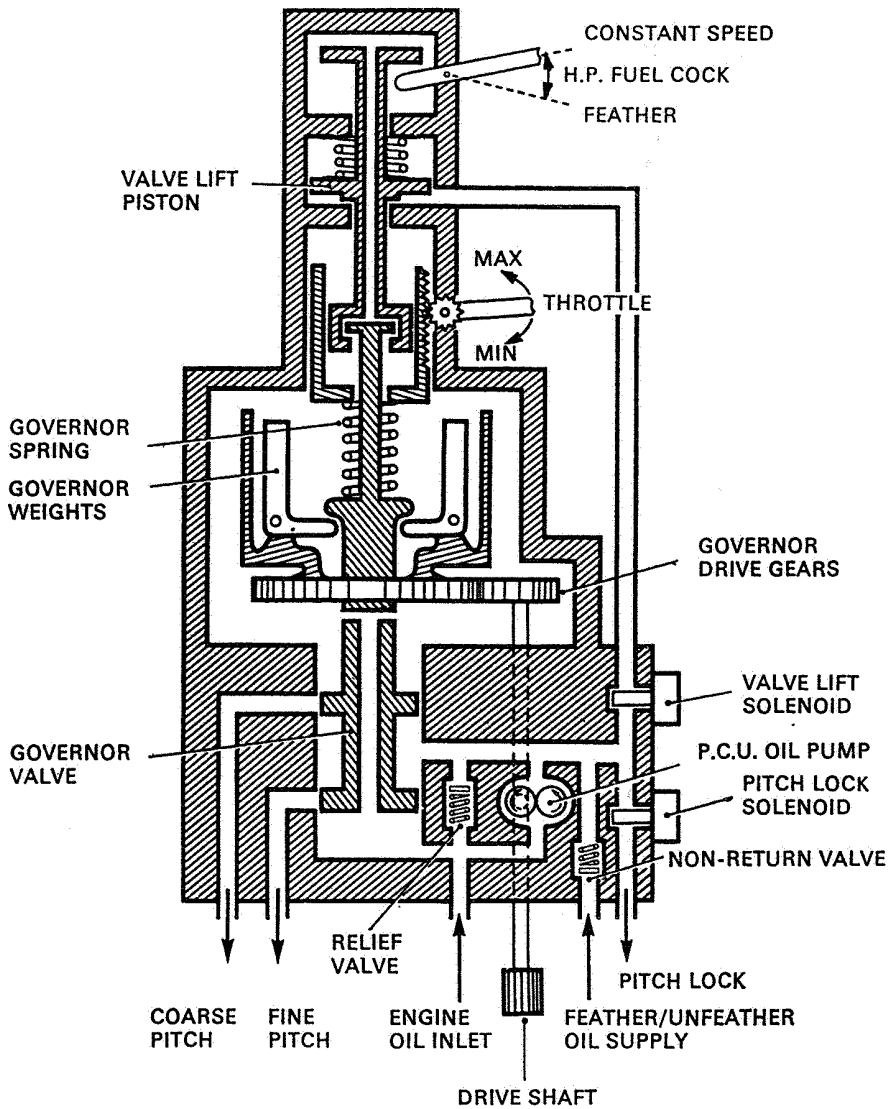 CONSTANT SPEED
H.P. FUEL COCK
FEATHER
VALVE LIFT
PISTON
MAX
THROTTLE
MIN
GOVERNOR
SPRING
GOVERNOR
WEIGHTS
GOVERNOR
DRIVE GEARS
VALVE LIFT
SOLENOID
GOVERNOR
VALVE
P.C.U. OIL PUMP
PITCH LOCK
SOLENOID
NON-RETURN VALVE
RELIEF
VALVE
PITCH LOCK
COARSE
PITCH
FINE
PITCH
ENGINE
OIL INLET
FEATHER/UNFEATHER
OIL SUPPLY
DRIVE SHAFT